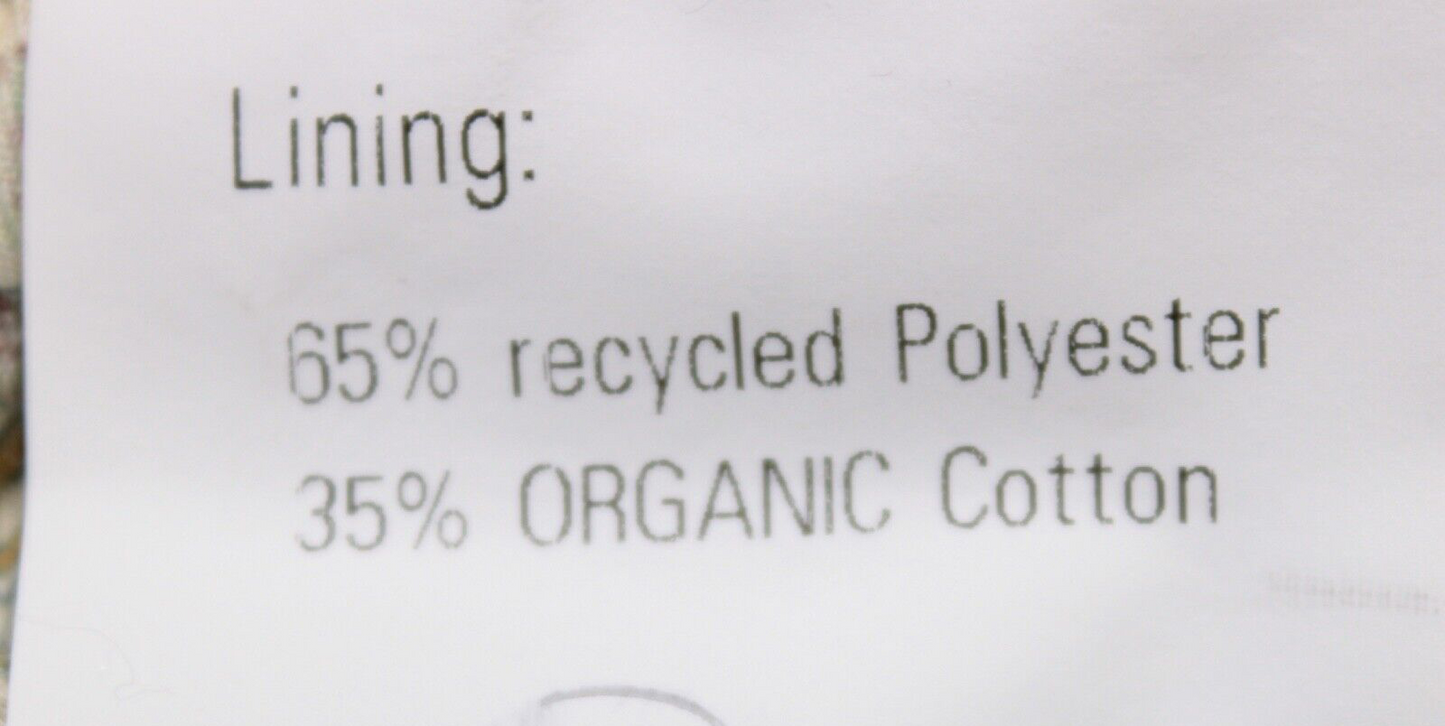 Lining:
65% recycled Polyester
35% ORGANIC Cotton